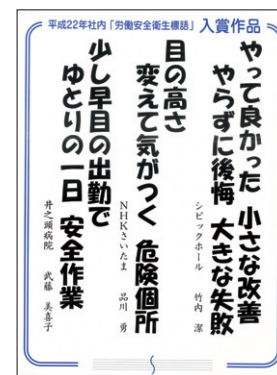 平成22年社内「労働安全衛生標語」入賞作品
やって良かった 小さな改善
やらずに後悔 大きな失敗
シビックホール 竹内 潔
目の高さ
変えて気がつく 危険個所
NHKさいたま 品川 勇
少し早目の出勤で
ゆとりの一日 安全作業
井之頭病院 武藤 美喜子